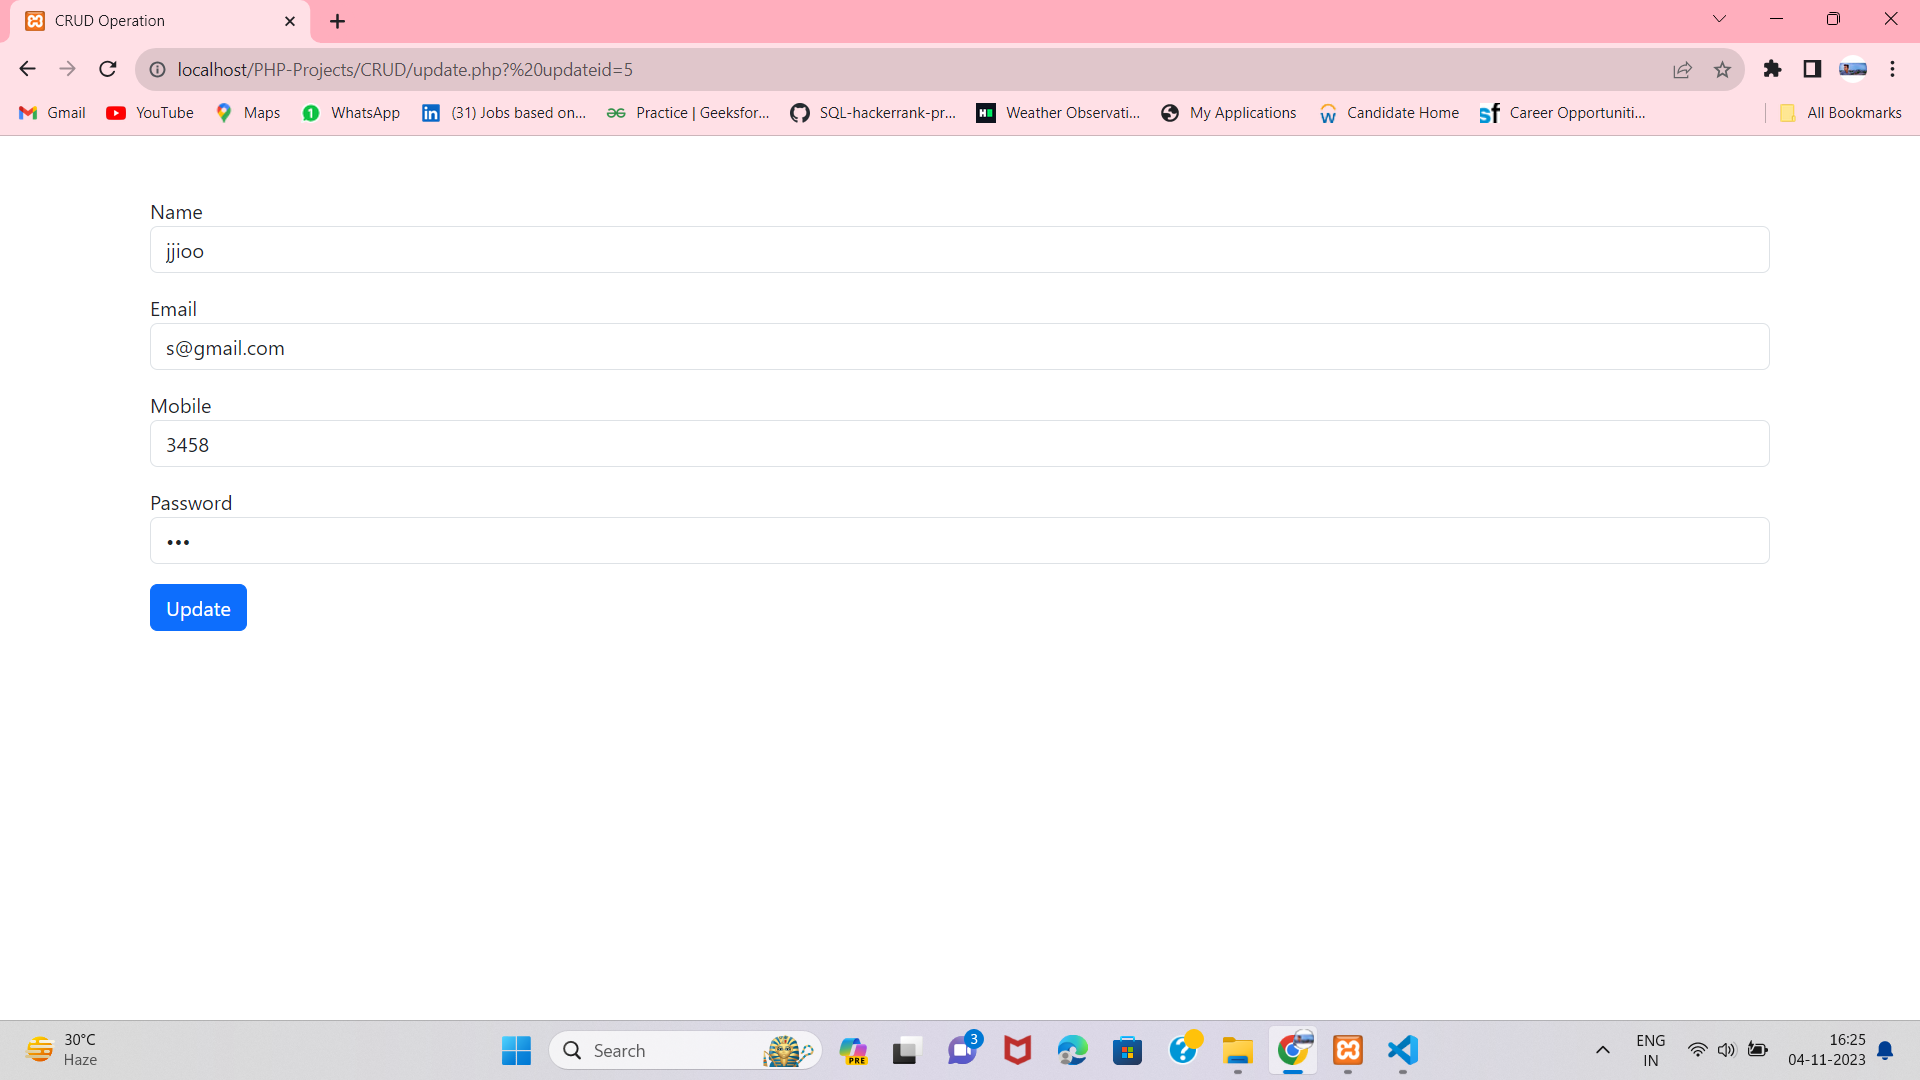 CRUD Operation
localhost/PHP-Projects/CRUD/update.php?%20updateid=5
Gmail YouTube Maps WhatsApp (31) Jobs based on... Practice | Geeksfor... SQL-hackerrank-pr... Weather Observati... My Applications Candidate Home Career Opportuniti... All Bookmarks
Name
jjioo
Email
s@gmail.com
Mobile
3458
Password
•••
Update
30°C
Haze
Search
PRE
3
ENG
IN
16:25
04-11-2023